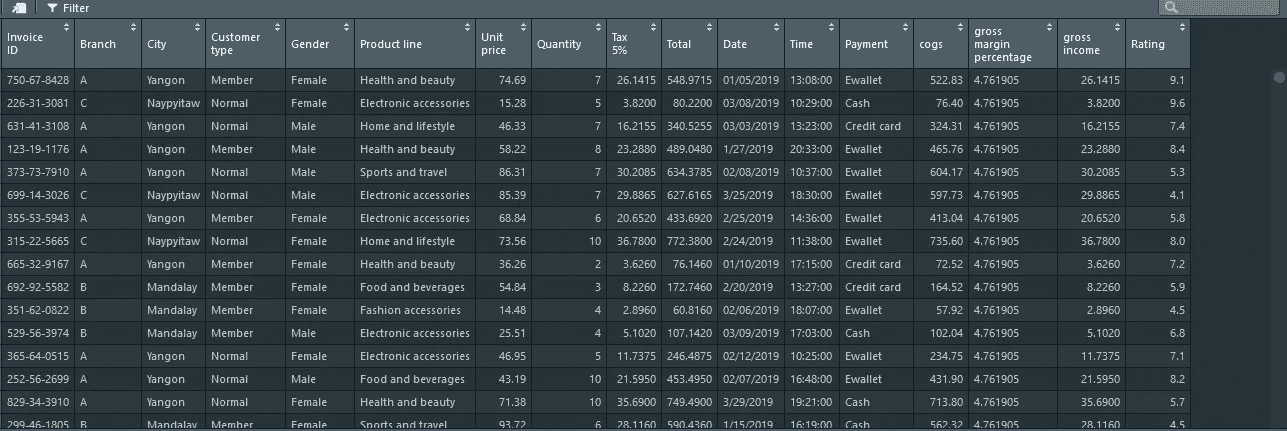 Filter
Invoice ID Branch City Customer type Gender Product line Unit price Quantity Tax 5% Total Date Time Payment cogs gross margin percentage gross income Rating
750-67-8428 A Yangon Member Female Health and beauty 74.69 7 26.1415 548.9715 01/05/2019 13:08:00 Ewallet 522.83 4.761905 26.1415 9.1
226-31-3081 C Naypyitaw Normal Female Electronic accessories 15.28 5 3.8200 80.2200 03/08/2019 10:29:00 Cash 76.40 4.761905 3.8200 9.6
631-41-3108 A Yangon Normal Male Home and lifestyle 46.33 7 16.2155 340.5255 03/03/2019 13:23:00 Credit card 324.31 4.761905 16.2155 7.4
123-19-1176 A Yangon Member Male Health and beauty 58.22 8 23.2880 489.0480 1/27/2019 20:33:00 Ewallet 465.76 4.761905 23.2880 8.4
373-73-7910 A Yangon Normal Male Sports and travel 86.31 7 30.2085 634.3785 02/08/2019 10:37:00 Ewallet 604.17 4.761905 30.2085 5.3
699-14-3026 C Naypyitaw Normal Male Electronic accessories 85.39 7 29.8865 627.6165 3/25/2019 18:30:00 Ewallet 597.73 4.761905 29.8865 4.1
355-53-5943 A Yangon Member Female Electronic accessories 68.84 6 20.6520 433.6920 2/25/2019 14:36:00 Ewallet 413.04 4.761905 20.6520 5.8
315-22-5665 C Naypyitaw Normal Female Home and lifestyle 73.56 10 36.7800 772.3800 2/24/2019 11:38:00 Ewallet 735.60 4.761905 36.7800 8.0
665-32-9167 A Yangon Member Female Health and beauty 36.26 2 3.6260 76.1460 01/10/2019 17:15:00 Credit card 72.52 4.761905 3.6260 7.2
692-92-5582 B Mandalay Member Female Food and beverages 54.84 3 8.2260 172.7460 2/20/2019 13:27:00 Credit card 164.52 4.761905 8.2260 5.9
351-62-0822 B Mandalay Member Female Fashion accessories 14.48 4 2.8960 60.8160 02/06/2019 18:07:00 Ewallet 57.92 4.761905 2.8960 4.5
529-56-3974 B Mandalay Member Male Electronic accessories 25.51 4 5.1020 107.1420 03/09/2019 17:03:00 Cash 102.04 4.761905 5.1020 6.8
365-64-0515 A Yangon Normal Female Electronic accessories 46.95 5 11.7375 246.4875 02/12/2019 10:25:00 Ewallet 234.75 4.761905 11.7375 7.1
252-56-2699 A Yangon Normal Male Food and beverages 43.19 10 21.5950 453.4950 02/07/2019 16:48:00 Ewallet 431.90 4.761905 21.5950 8.2
829-34-3910 A Yangon Normal Female Health and beauty 71.38 10 35.6900 749.4900 3/29/2019 19:21:00 Cash 713.80 4.761905 35.6900 5.7
299-46-1805 B Mandalay Member Female Sports and travel 93.72 6 28.1160 590.4360 1/15/2019 16:19:00 Cash 562.32 4.761905 28.1160 4.5